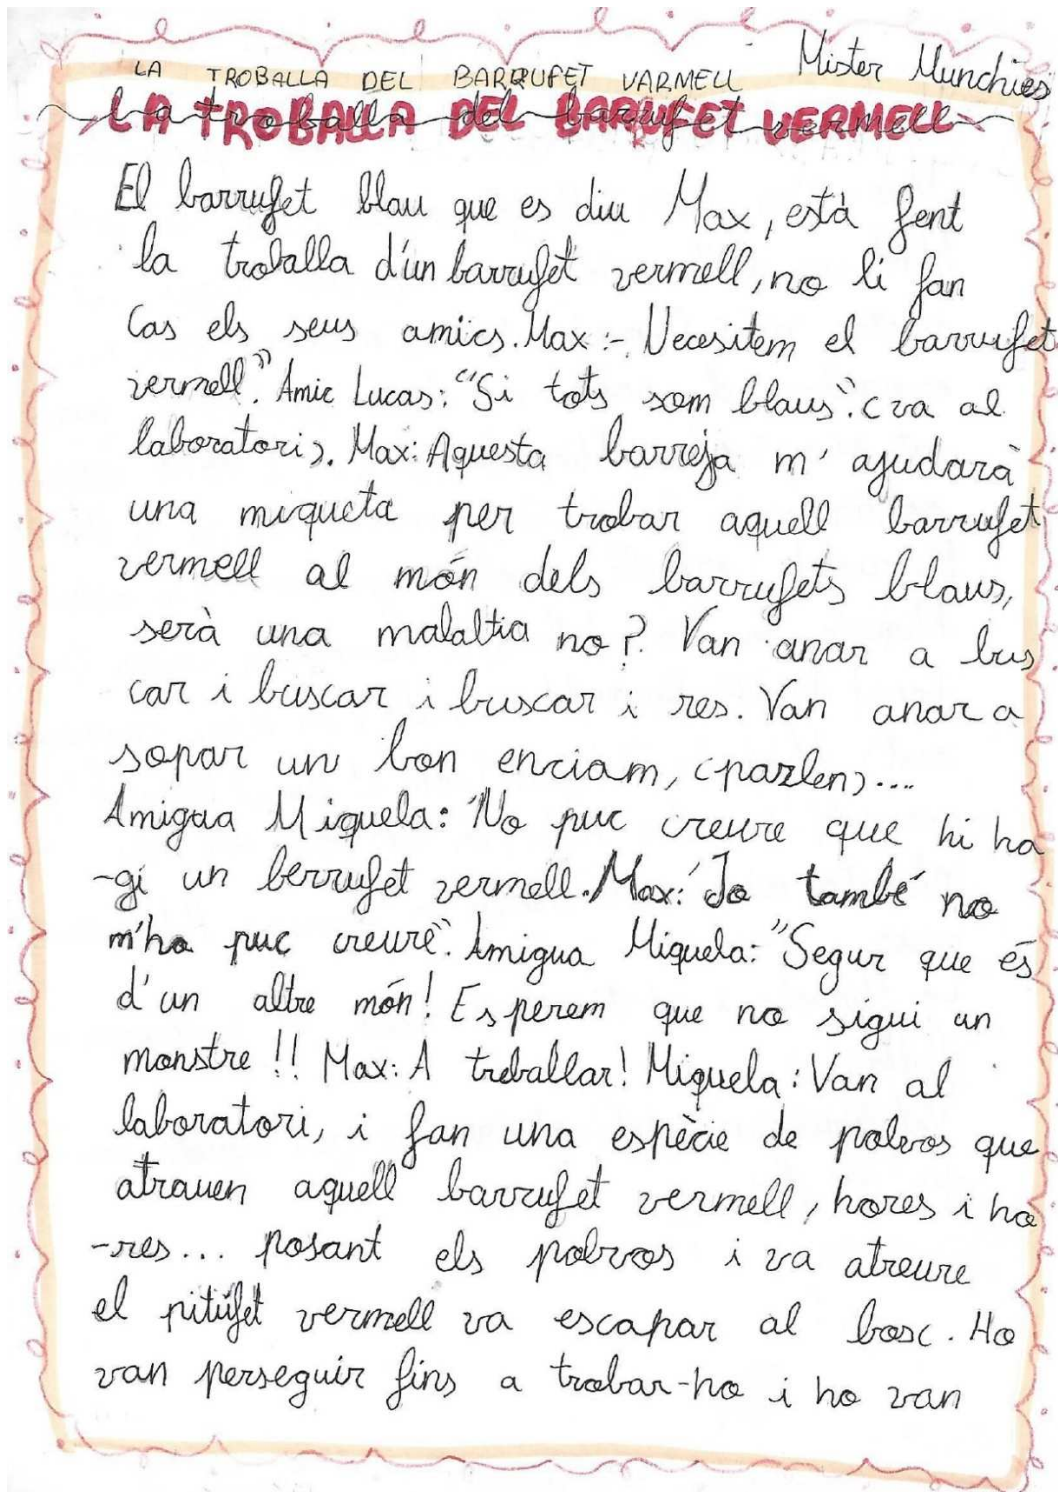 Mister Munchies
LA TROBALLA DEL BARRUFET VARMELL
LA TROBALLA DEL BARRUFET VERMELL
El barrufet blau que es diu Max, està fent
la troballa d'un barrufet vermell, no li fan
cas els seus amics. Max:-Necesitem el barrufet
vermell". Amic Lucas: "Si tots som blaus". (va al
laboratori). Max: Aquesta barreja m'ajudarà
una miqueta per trobar aquell barrufet
vermell al món dels barrufets blaus,
serà una malaltia no? Van anar a bus
car i buscar i buscar i res. Van anar a
sopar un bon enciam, (parlen)...
Amigua Miquela: "No puc creure que hi ha
-gi un berrufet vermell. Max: "Jo també no
m'ho puc creure". Amigua Miquela: "Segur que és
d'un altre món! Esperem que no sigui un
monstre!! Max: A treballar! Miquela: Van al
laboratori, i fan una espècie de polvos que
atrauen aquell barrufet vermell, hores i ho
-res... posant els polvos i va atreure
el pitufet vermell va escapar al bosc. Ho
van perseguir fins a trobar-ho i ho van